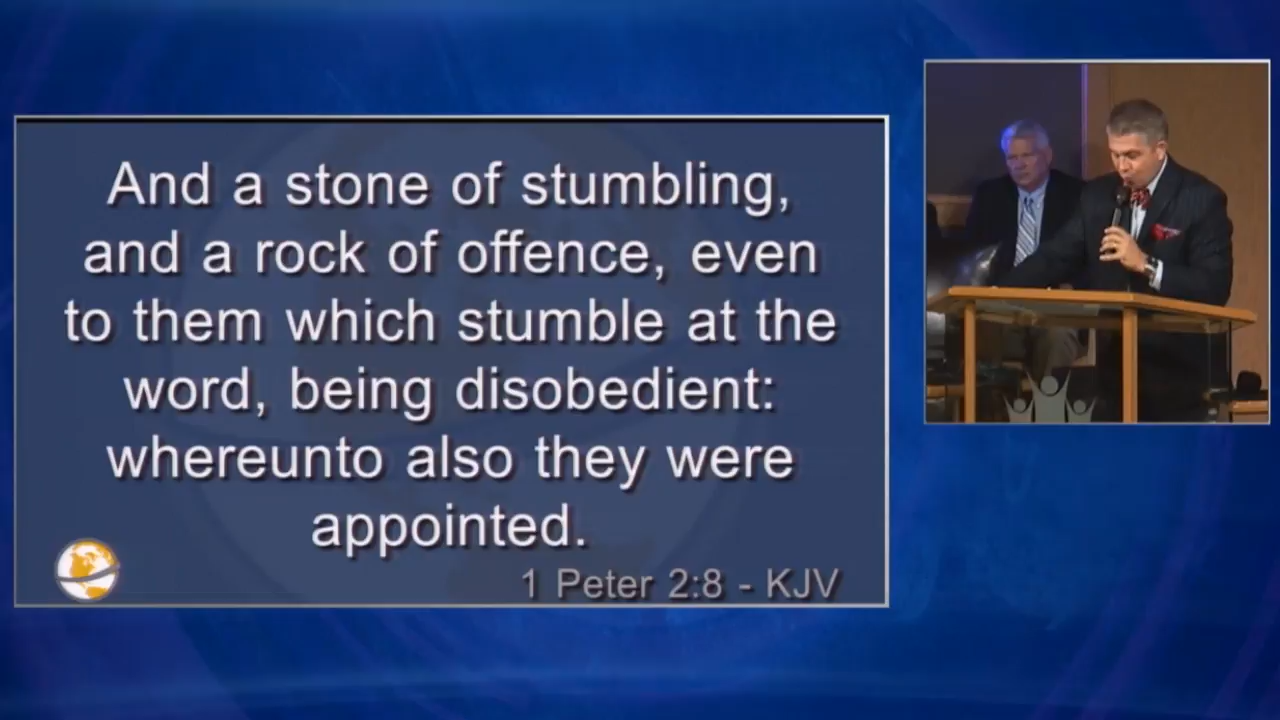 And a stone of stumbling,
and a rock of offence, even
to them which stumble at the
word, being disobedient:
whereunto also they were
appointed.
1 Peter 2:8 - KJV